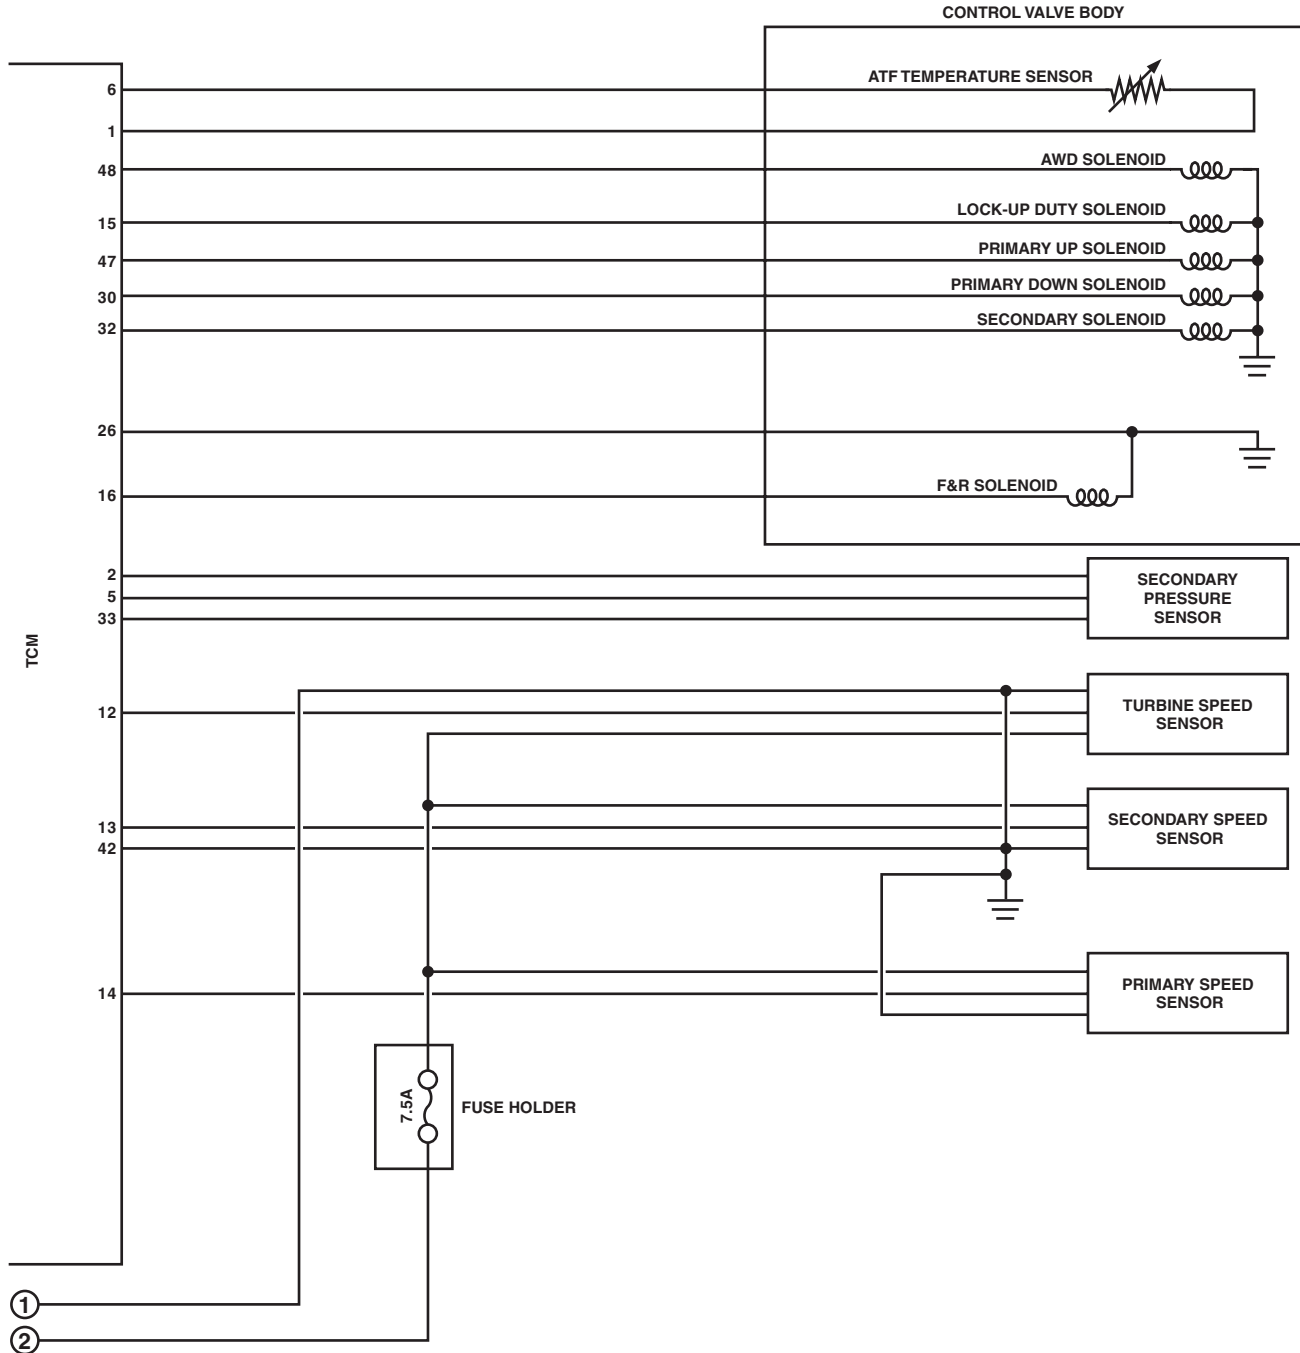 CONTROL VALVE BODY
6
ATF TEMPERATURE SENSOR
1
48
AWD SOLENOID
15
LOCK-UP DUTY SOLENOID
47
PRIMARY UP SOLENOID
30
PRIMARY DOWN SOLENOID
32
SECONDARY SOLENOID
26
16
F&R SOLENOID
2
5
33
SECONDARY
PRESSURE
SENSOR
TCM
12
TURBINE SPEED
SENSOR
13
42
SECONDARY SPEED
SENSOR
14
PRIMARY SPEED
SENSOR
7.5A
FUSE HOLDER
1
2